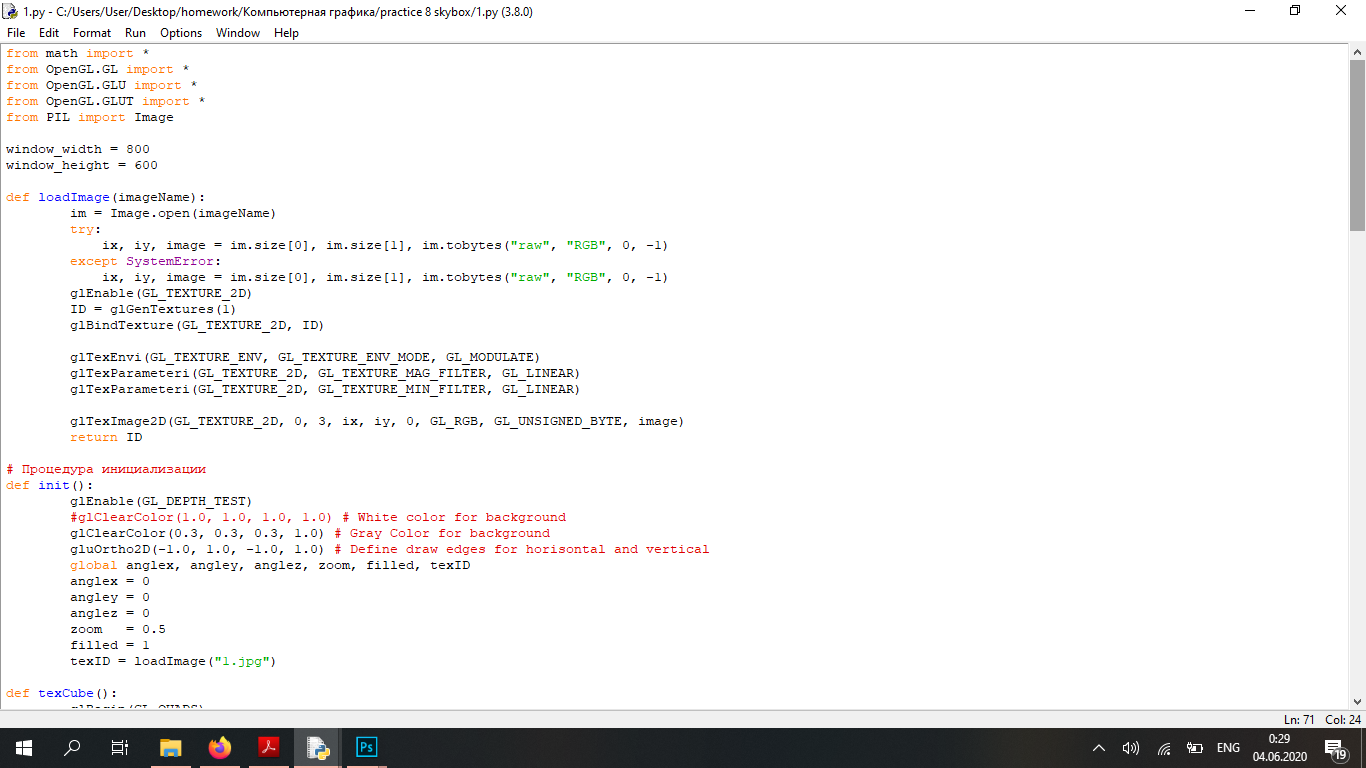 1.py - C:/Users/User/Desktop/homework/Компьютерная графика/practice 8 skybox/1.py (3.8.0)
File Edit Format Run Options Window Help
from math import *
from OpenGL.GL import *
from OpenGL.GLU import *
from OpenGL.GLUT import *
from PIL import Image
window_width = 800
window_height = 600
def loadImage(imageName):
im = Image.open(imageName)
try:
ix, iy, image = im.size[0], im.size[1], im.tobytes("raw", "RGB", 0, -1)
except SystemError:
ix, iy, image = im.size[0], im.size[1], im.tobytes("raw", "RGB", 0, -1)
glEnable(GL_TEXTURE_2D)
ID = glGenTextures(1)
glBindTexture(GL_TEXTURE_2D, ID)
glTexEnvi(GL_TEXTURE_ENV, GL_TEXTURE_ENV_MODE, GL_MODULATE)
glTexParameteri(GL_TEXTURE_2D, GL_TEXTURE_MAG_FILTER, GL_LINEAR)
glTexParameteri(GL_TEXTURE_2D, GL_TEXTURE_MIN_FILTER, GL_LINEAR)
glTexImage2D(GL_TEXTURE_2D, 0, 3, ix, iy, 0, GL_RGB, GL_UNSIGNED_BYTE, image)
return ID
# Процедура инициализации
def init():
glEnable(GL_DEPTH_TEST)
#glClearColor(1.0, 1.0, 1.0, 1.0) # White color for background
glClearColor(0.3, 0.3, 0.3, 1.0) # Gray Color for background
gluOrtho2D(-1.0, 1.0, -1.0, 1.0) # Define draw edges for horisontal and vertical
global anglex, angley, anglez, zoom, filled, texID
anglex = 0
angley = 0
anglez = 0
zoom   = 0.5
filled = 1
texID = loadImage("1.jpg")
def texCube():
glBegin(GL_QUADS)
Ln: 71 Col: 24
Ps
ENG
0:29
04.06.2020
19